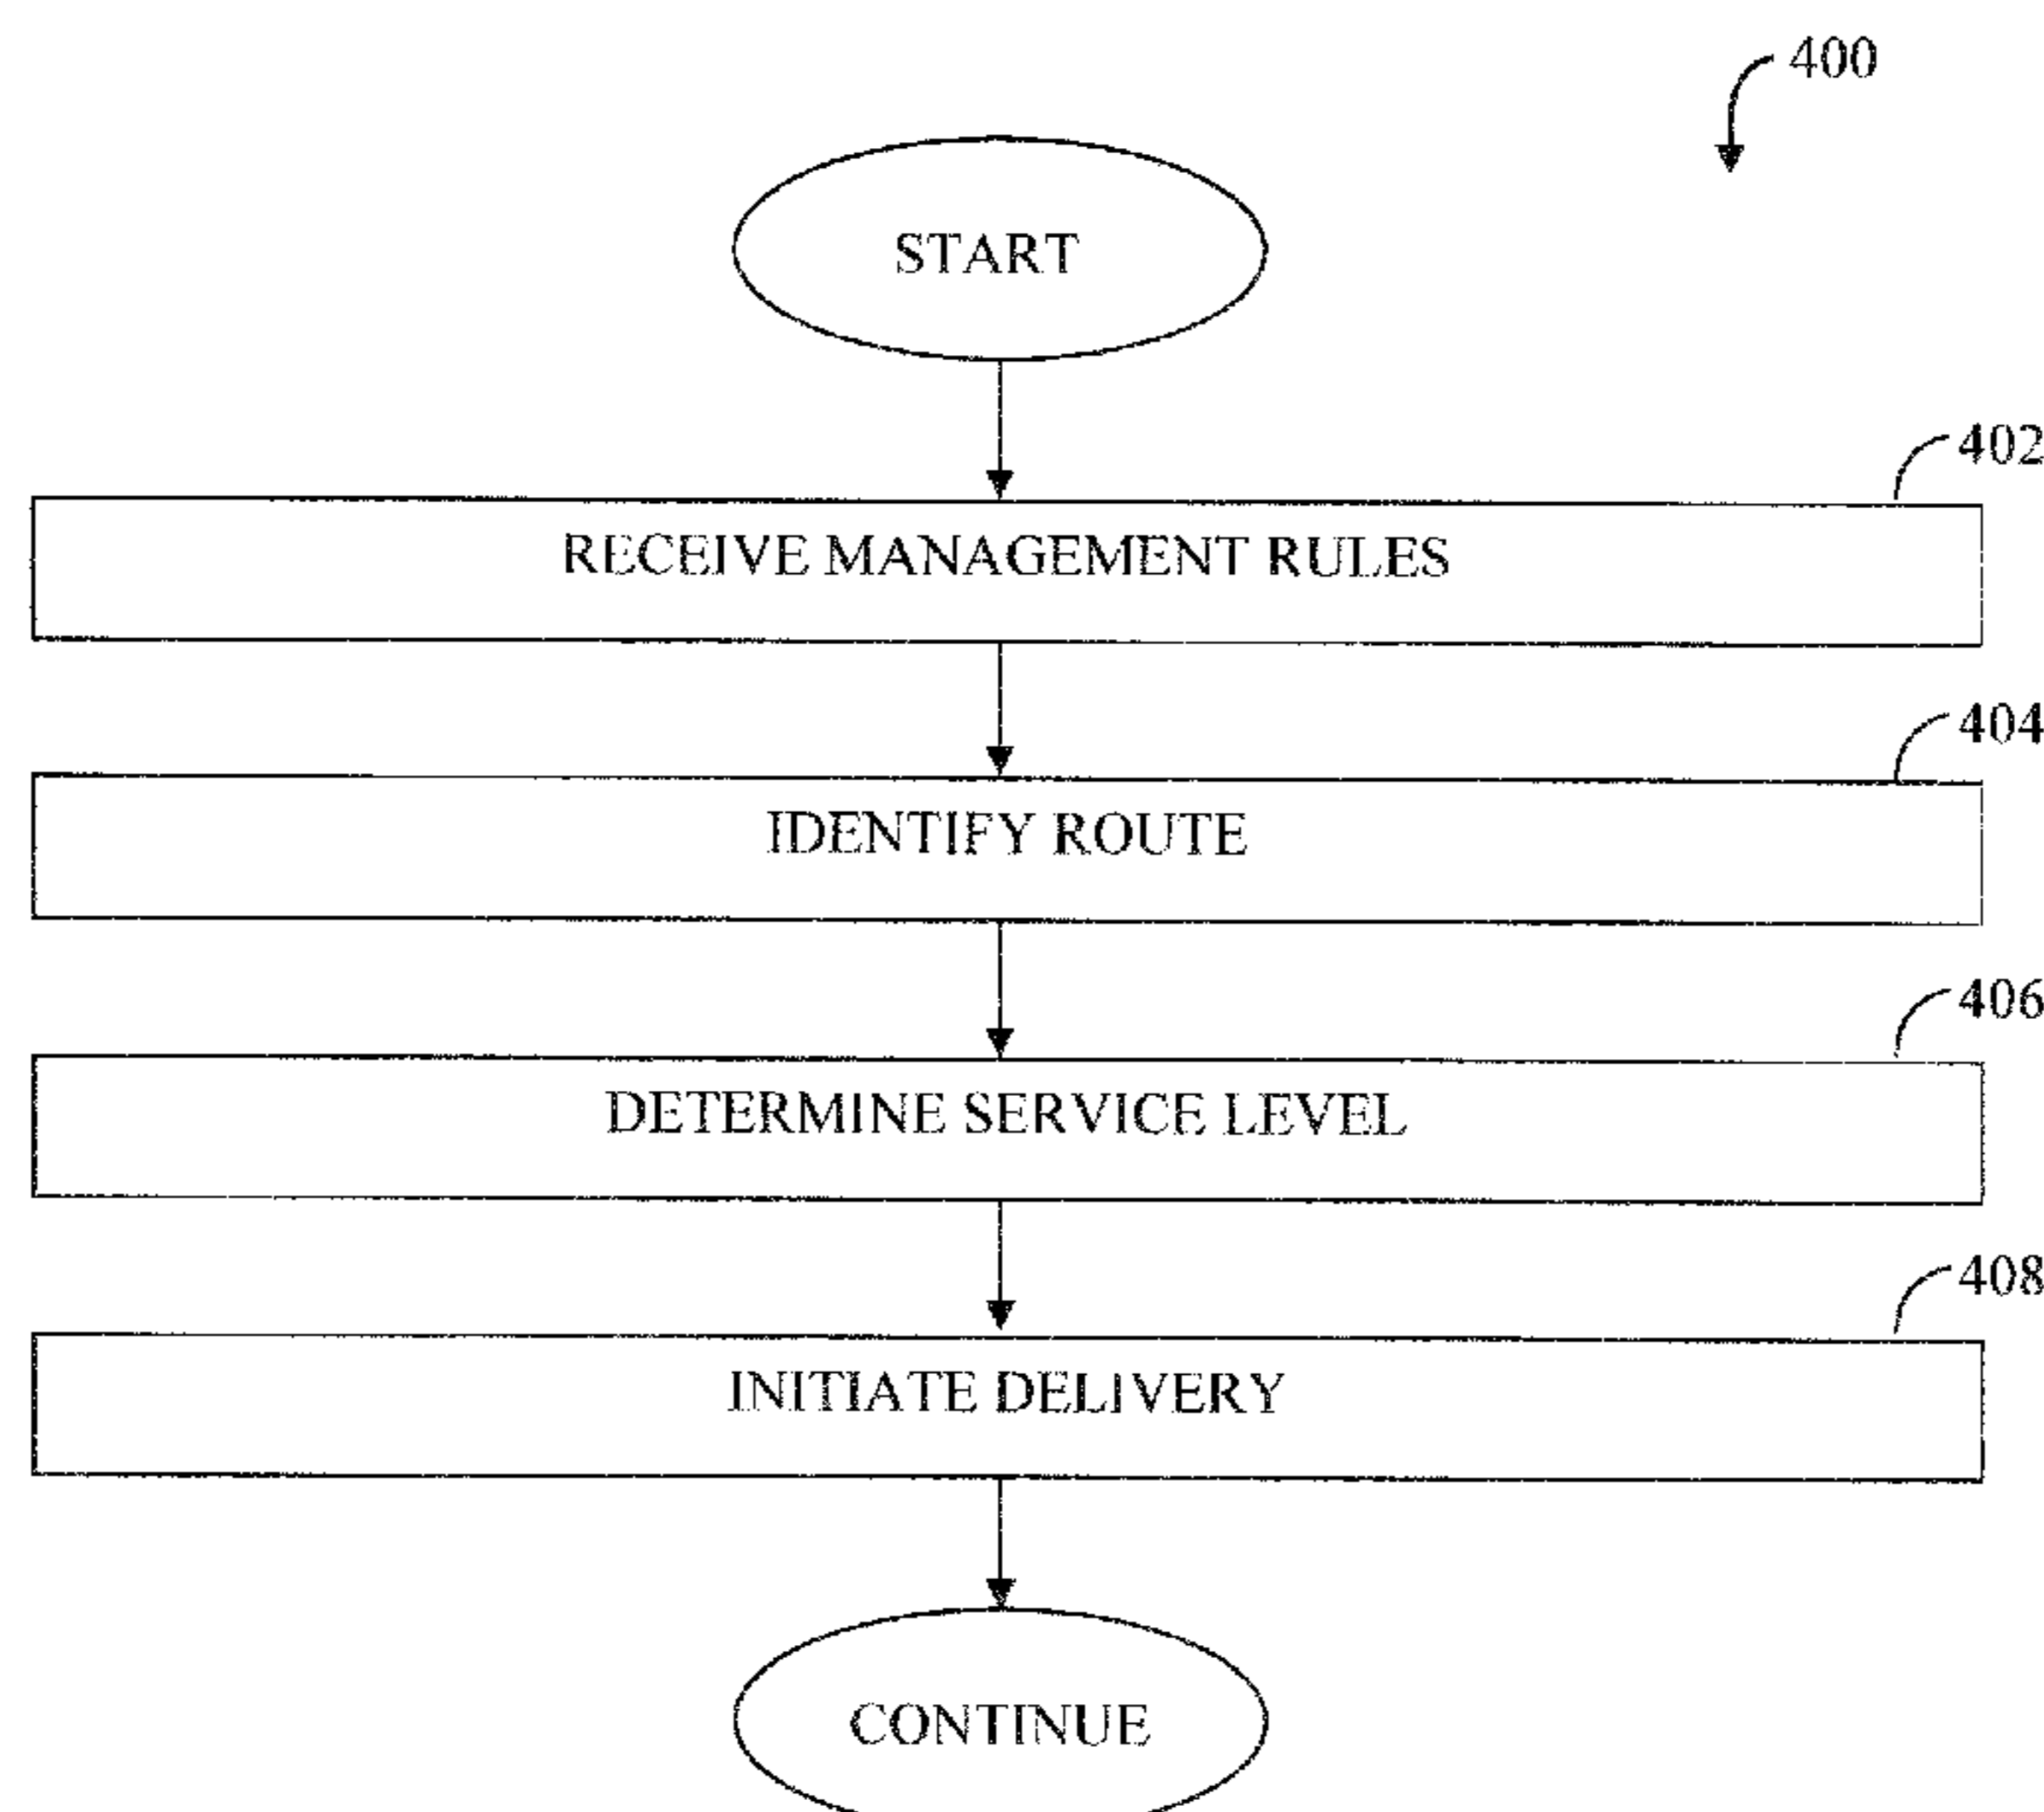 400
START
402
RECEIVE MANAGEMENT RULES
404
IDENTIFY ROUTE
406
DETERMINE SERVICE LEVEL
408
INITIATE DELIVERY
CONTINUE